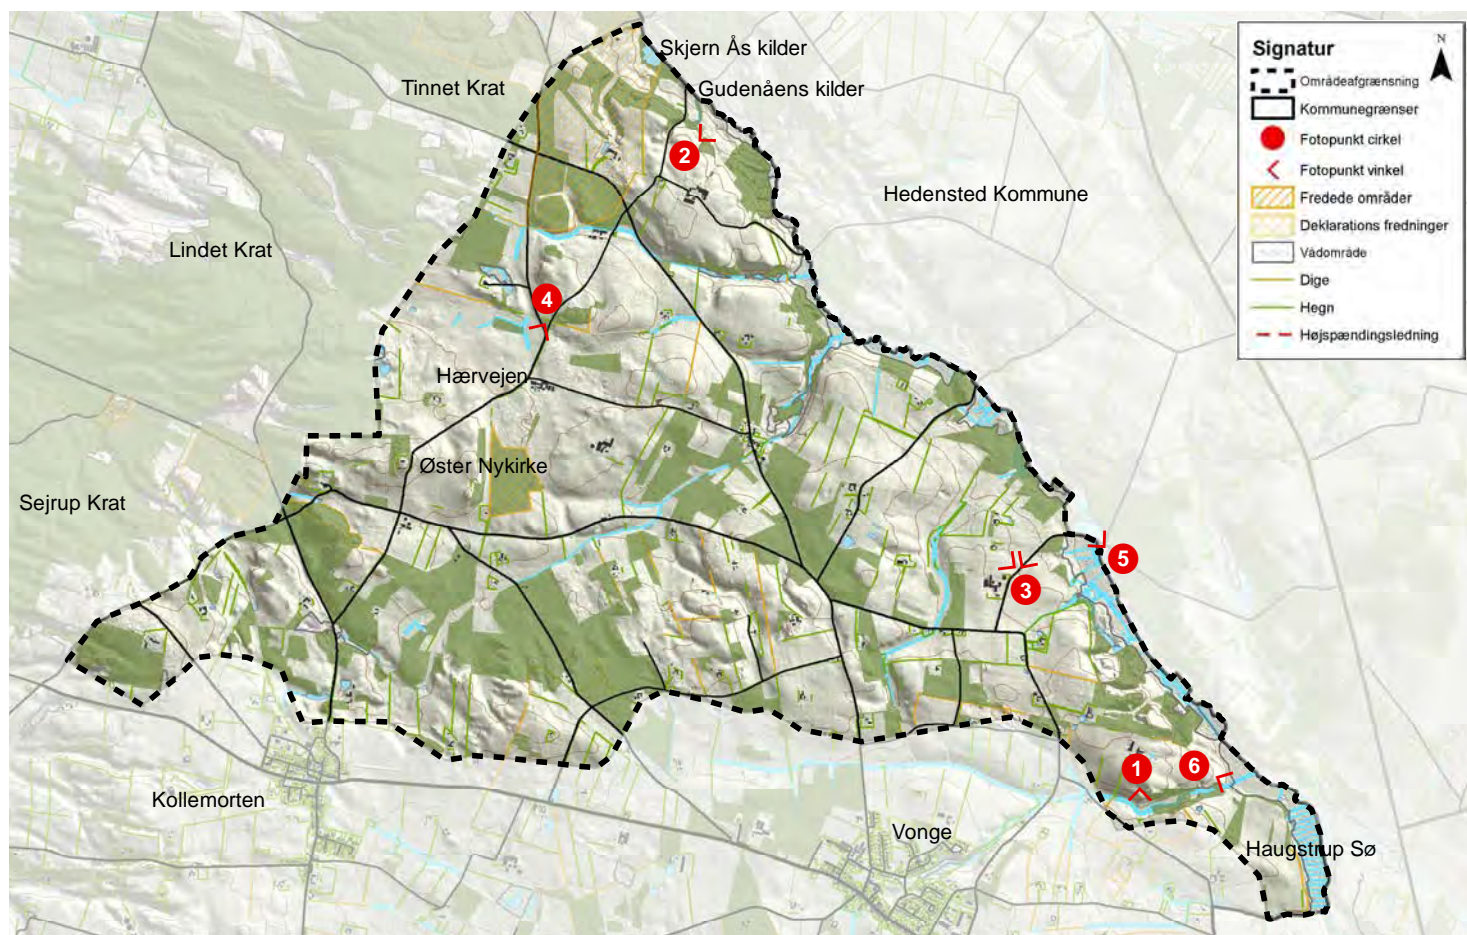 Skjern Ås kilder
Tinnet Krat
Gudenåens kilder
2
Hedensted Kommune
Lindet Krat
4
Hærvejen
Øster Nykirke
Sejrup Krat
5
3
1
6
Kollemorten
Vonge
Haugstrup Sø
Signatur
N
Områdeafgrænsning
Kommunegrænser
Fotopunkt cirkel
Fotopunkt vinkel
Fredede områder
Deklarations fredninger
Vådområde
Dige
Hegn
Højspændingsledning